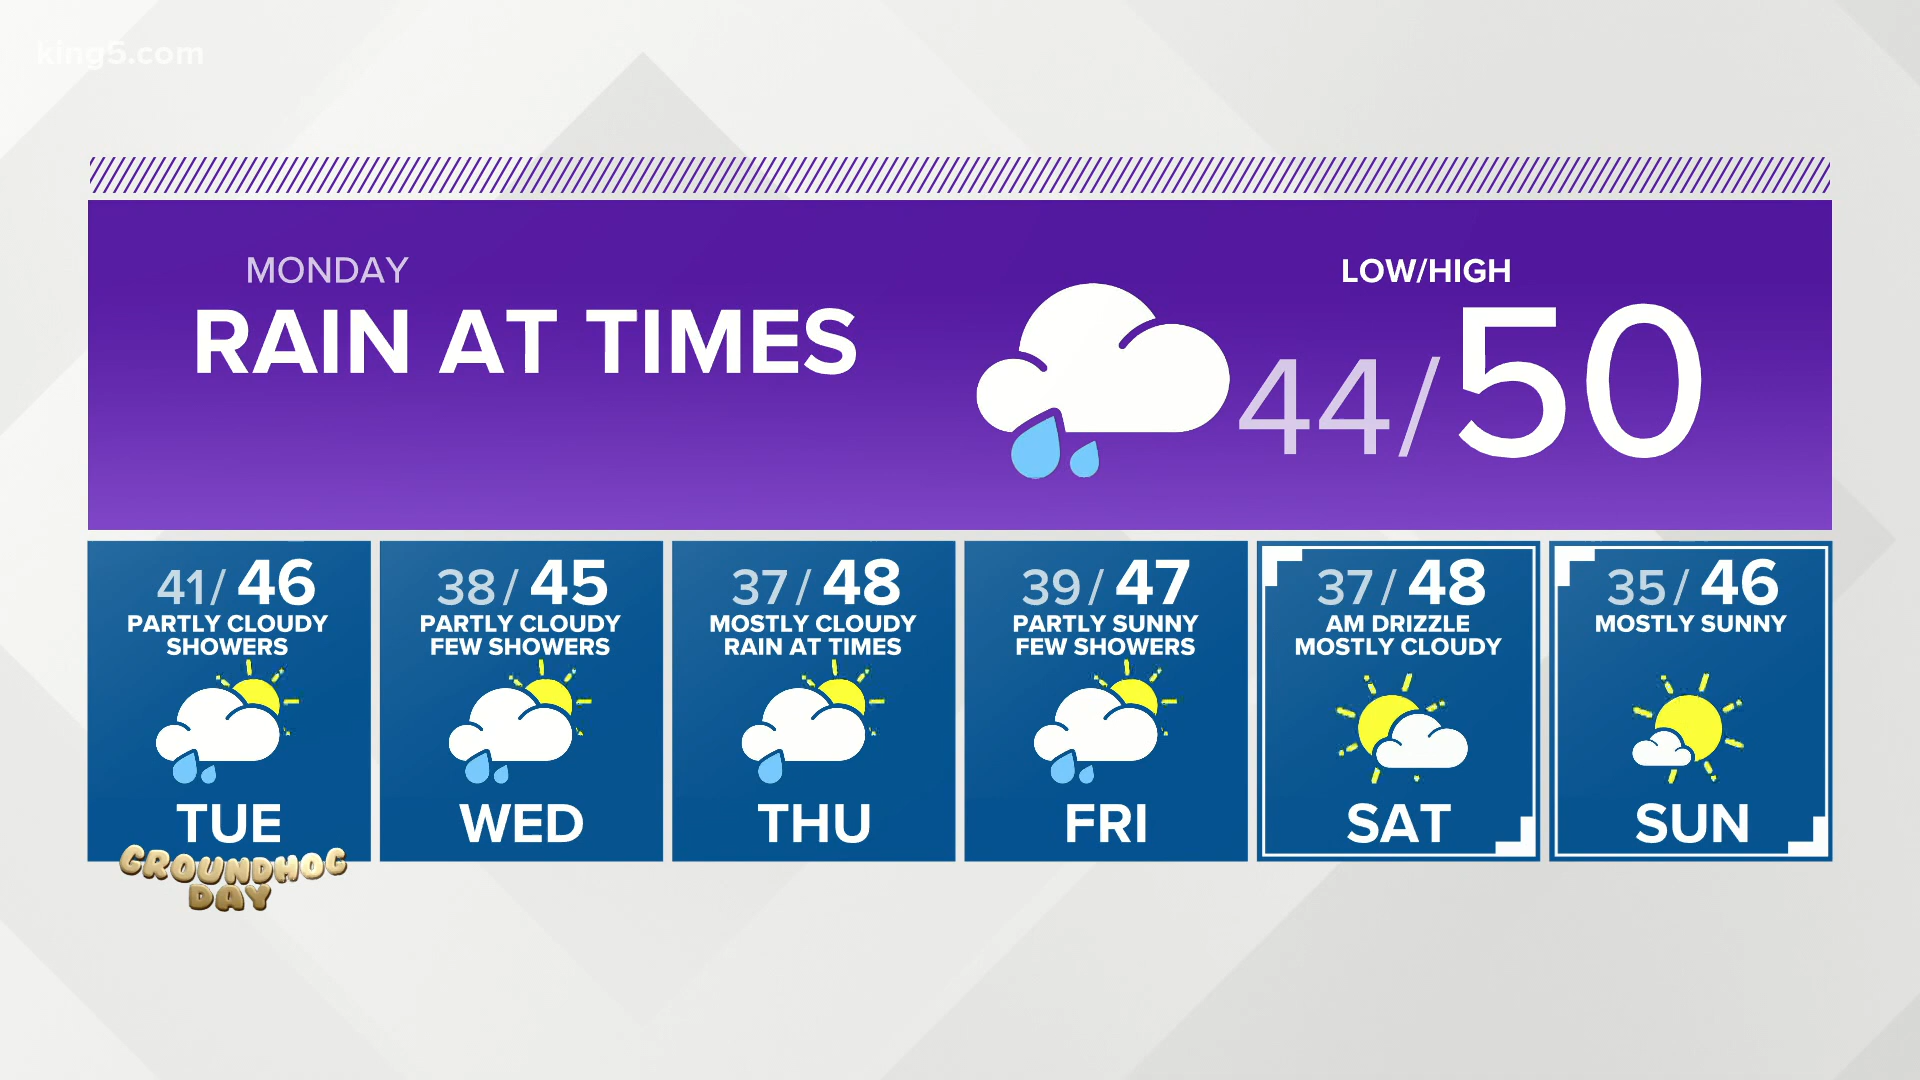 king5.com
MONDAY
RAIN AT TIMES
LOW/HIGH
44/50
41/46
PARTLY CLOUDY
SHOWERS
TUE
GROUNDHOG
DAY
38/45
PARTLY CLOUDY
FEW SHOWERS
WED
37/48
MOSTLY CLOUDY
RAIN AT TIMES
THU
39/47
PARTLY SUNNY
FEW SHOWERS
FRI
37/48
AM DRIZZLE
MOSTLY CLOUDY
SAT
35/46
MOSTLY SUNNY
SUN